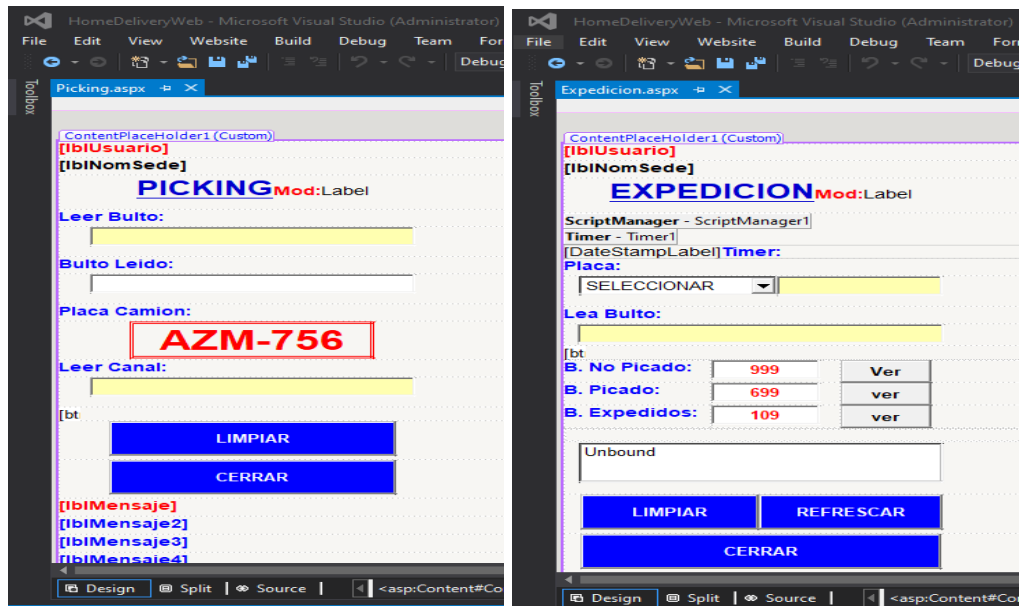 HomeDeliveryWeb - Microsoft Visual Studio (Administrator)
File Edit View Website Build Debug Team For
Debug
Toolbox
Picking.aspx
ContentPlaceHolder1 (Custom)
[lblUsuario]
[lblNomSede]
PICKING Mod:Label
Leer Bulto:
Bulto Leido:
Placa Camion:
AZM-756
Leer Canal:
[bt
LIMPIAR
CERRAR
[lblMensaje]
[lblMensaje2]
[lblMensaje3]
[lblMensaje4]
Design Split Source <asp:Content#Co
HomeDeliveryWeb - Microsoft Visual Studio (Administrator)
File Edit View Website Build Debug Team For
Debug
Toolbox
Expedicion.aspx
ContentPlaceHolder1 (Custom)
[lblUsuario]
[lblNomSede]
EXPEDICION Mod:Label
ScriptManager - ScriptManager1
Timer - Timer1
[DateStampLabel] Timer:
Placa:
SELECCIONAR
Lea Bulto:
[bt
B. No Picado: 999 Ver
B. Picado: 699 ver
B. Expedidos: 109 ver
Unbound
LIMPIAR REFRESCAR
CERRAR
Design Split Source <asp:Content#Con